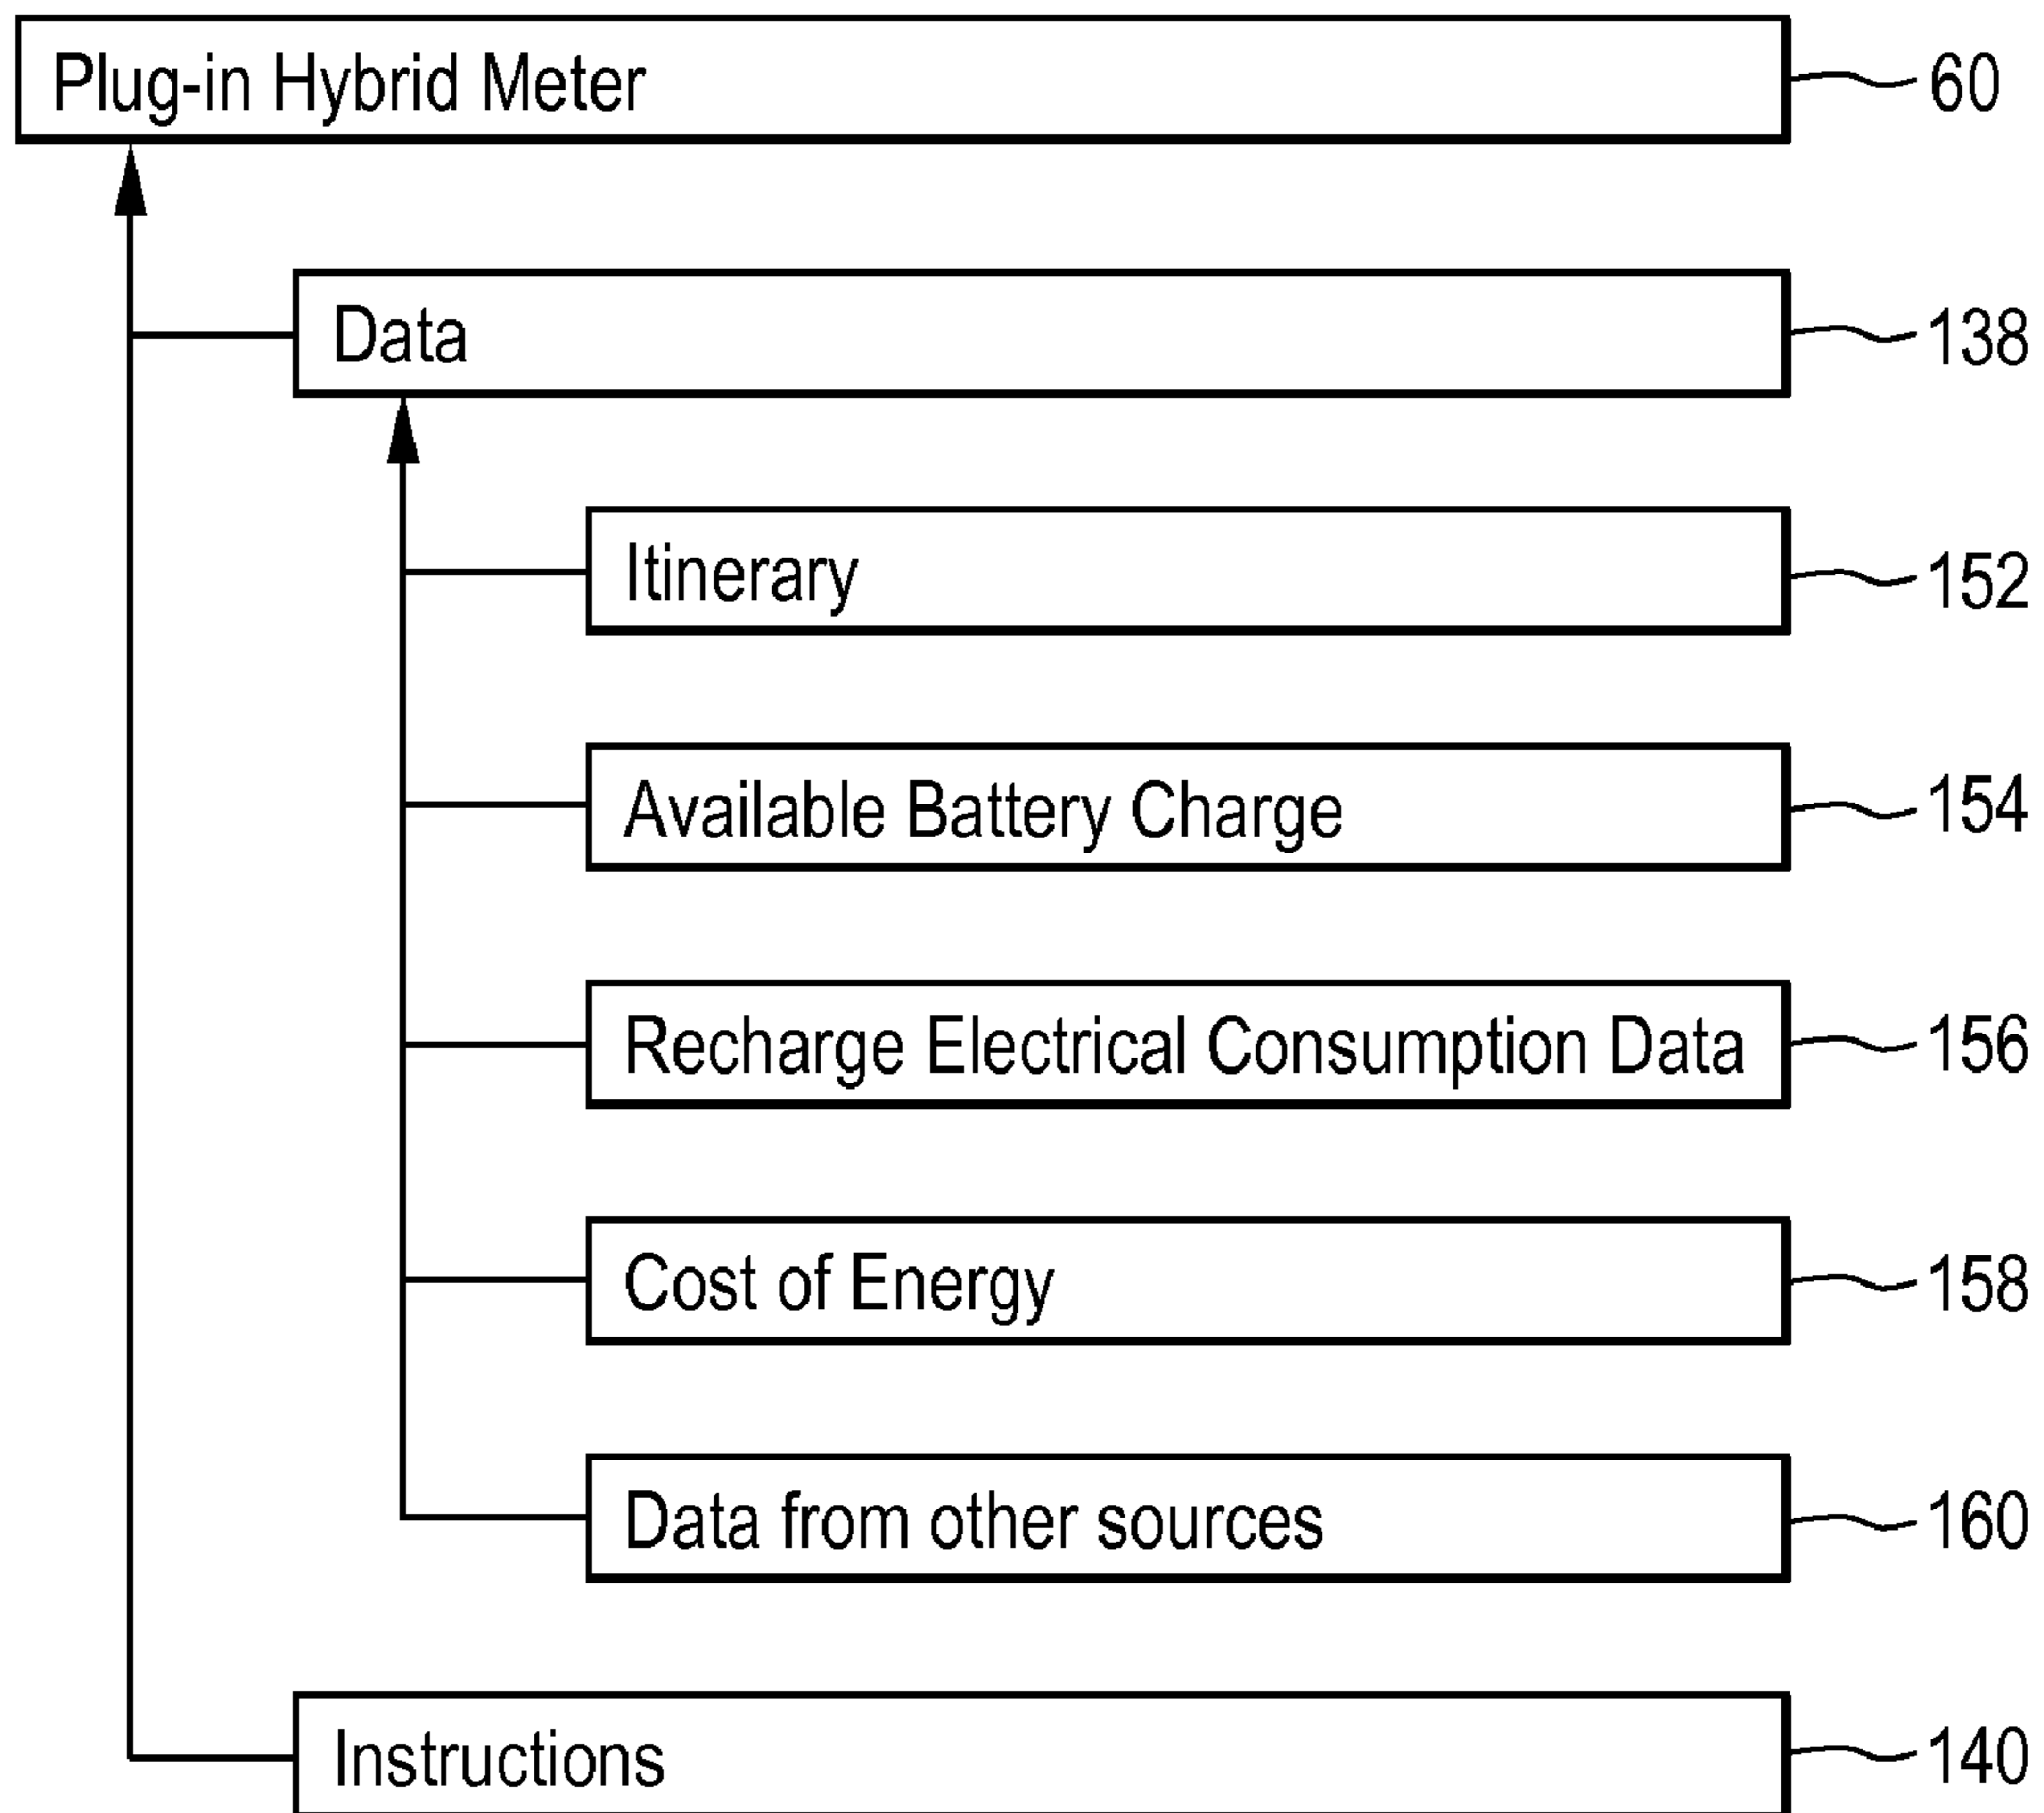 Plug-in Hybrid Meter 60
Data 138
Itinerary 152
Available Battery Charge 154
Recharge Electrical Consumption Data 156
Cost of Energy 158
Data from other sources 160
Instructions 140